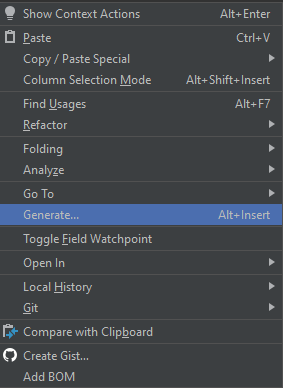 Show Context Actions Alt+Enter
Paste Ctrl+V
Copy / Paste Special
Column Selection Mode Alt+Shift+Insert
Find Usages Alt+F7
Refactor
Folding
Analyze
Go To
Generate... Alt+Insert
Toggle Field Watchpoint
Open In
Local History
Git
Compare with Clipboard
Create Gist...
Add BOM